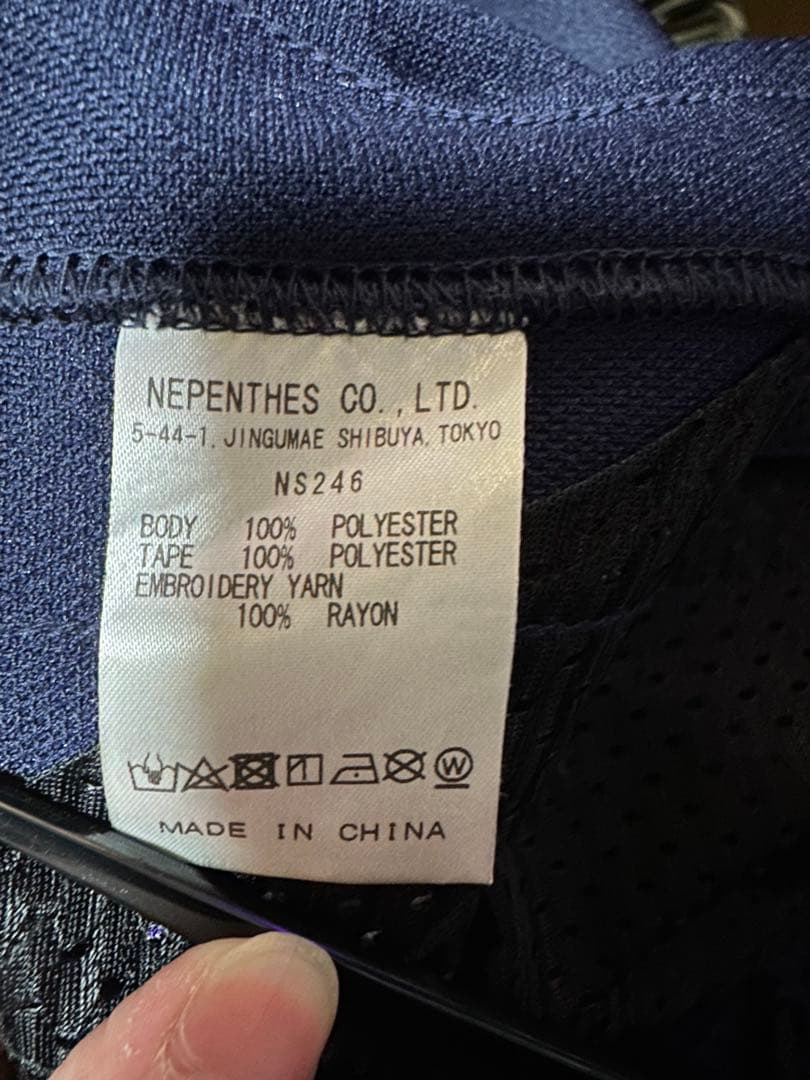 NEPENTHES CO.,LTD.
5-44-1, JINGUMAE SHIBUYA, TOKYO
NS246
BODY 100% POLYESTER
TAPE 100% POLYESTER
EMBROIDERY YARN
100% RAYON
W
MADE IN CHINA